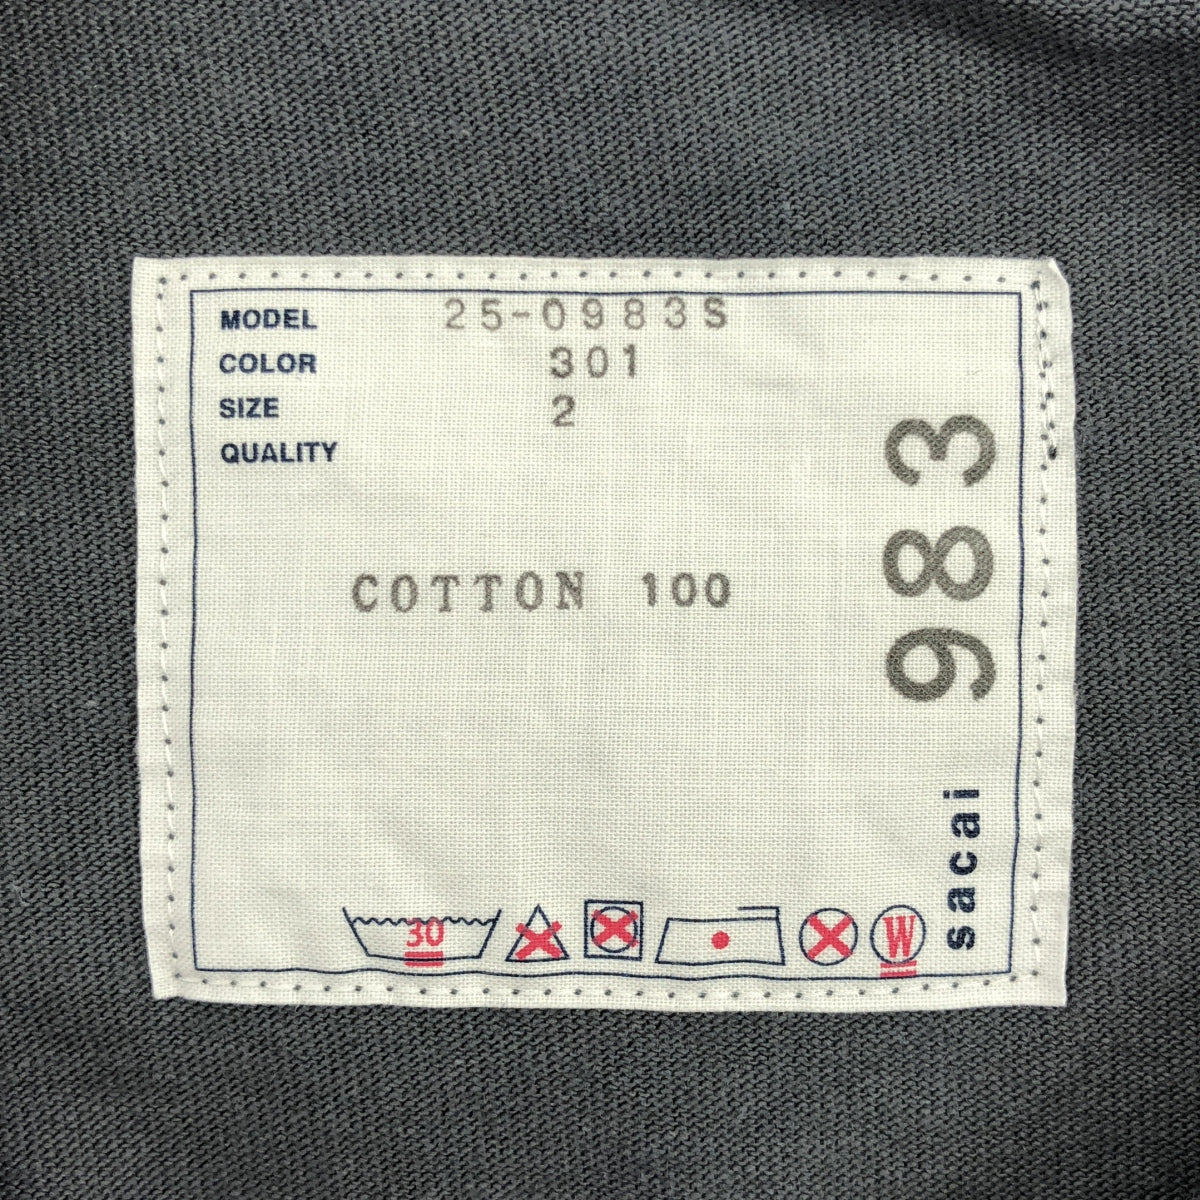 MODEL 25-0983S
COLOR 301
SIZE 2
QUALITY
COTTON 100
983
sacai
30
W